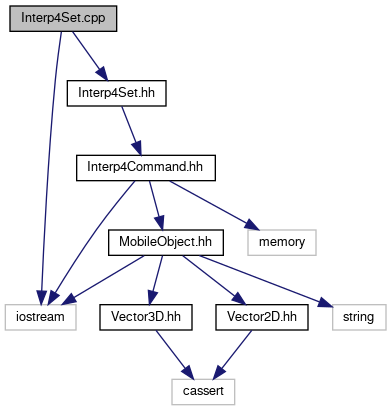 Interp4Set.cpp
Interp4Set.hh
Interp4Command.hh
MobileObject.hh
memory
iostream
Vector3D.hh
Vector2D.hh
string
cassert